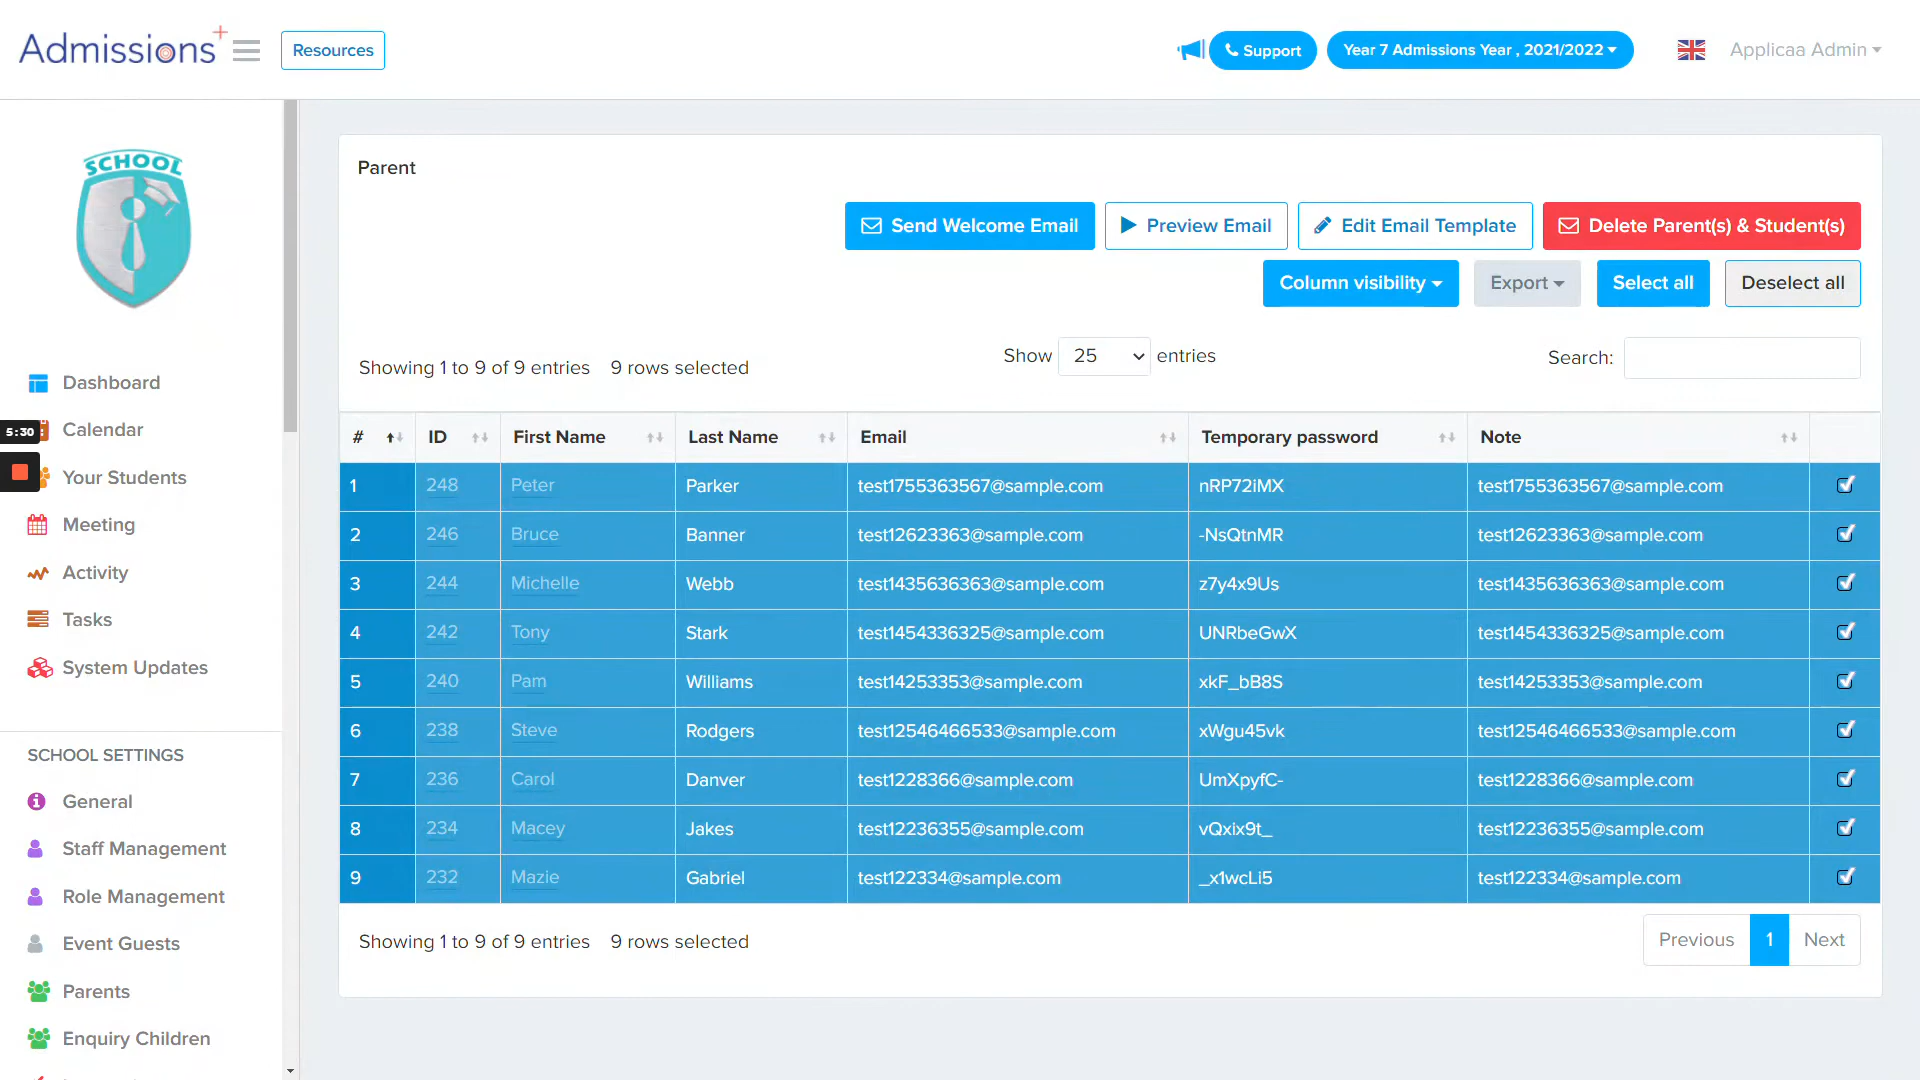 Admissions+
Resources
Support
Year 7 Admissions Year , 2021/2022
Applicaa Admin
SCHOOL
Dashboard
5:30
Calendar
Your Students
Meeting
Activity
Tasks
System Updates
SCHOOL SETTINGS
General
Staff Management
Role Management
Event Guests
Parents
Enquiry Children
Parent
Send Welcome Email Preview Email Edit Email Template Delete Parent(s) & Student(s)
Column visibility Export Select all Deselect all
Showing 1 to 9 of 9 entries 9 rows selected Show 25 entries Search:
# ID First Name Last Name Email Temporary password Note
1 248 Peter Parker test1755363567@sample.com nRP72iMX test1755363567@sample.com
2 246 Bruce Banner test12623363@sample.com -NsQtnMR test12623363@sample.com
3 244 Michelle Webb test1435636363@sample.com z7y4x9Us test1435636363@sample.com
4 242 Tony Stark test1454336325@sample.com UNRbeGwX test1454336325@sample.com
5 240 Pam Williams test14253353@sample.com xkF_bB8S test14253353@sample.com
6 238 Steve Rodgers test12546466533@sample.com xWgu45vk test12546466533@sample.com
7 236 Carol Danver test1228366@sample.com UmXpyfC- test1228366@sample.com
8 234 Macey Jakes test12236355@sample.com vQxix9t_ test12236355@sample.com
9 232 Mazie Gabriel test122334@sample.com _x1wcLi5 test122334@sample.com
Showing 1 to 9 of 9 entries 9 rows selected
Previous 1 Next